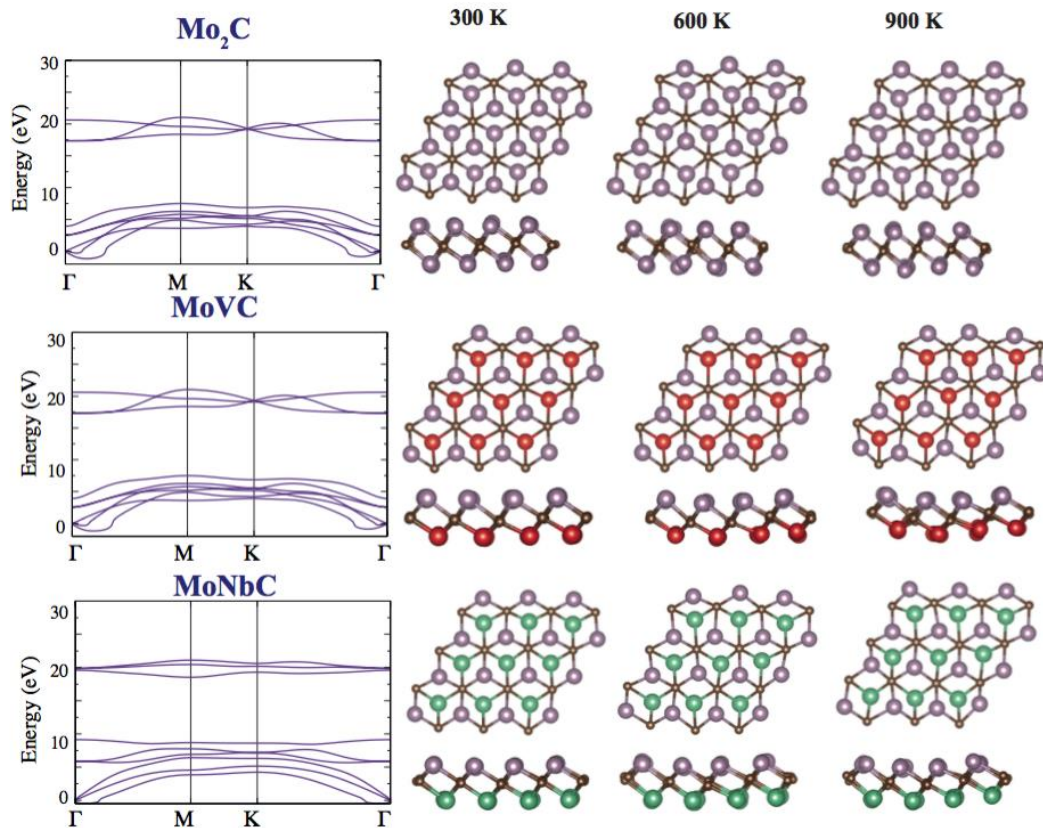 300 K 600 K 900 K
Mo₂C
30
20
10
0
Energy (eV)
Γ M K Γ
MoVC
30
20
10
0
Energy (eV)
Γ M K Γ
MoNbC
30
20
10
0
Energy (eV)
Γ M K Γ